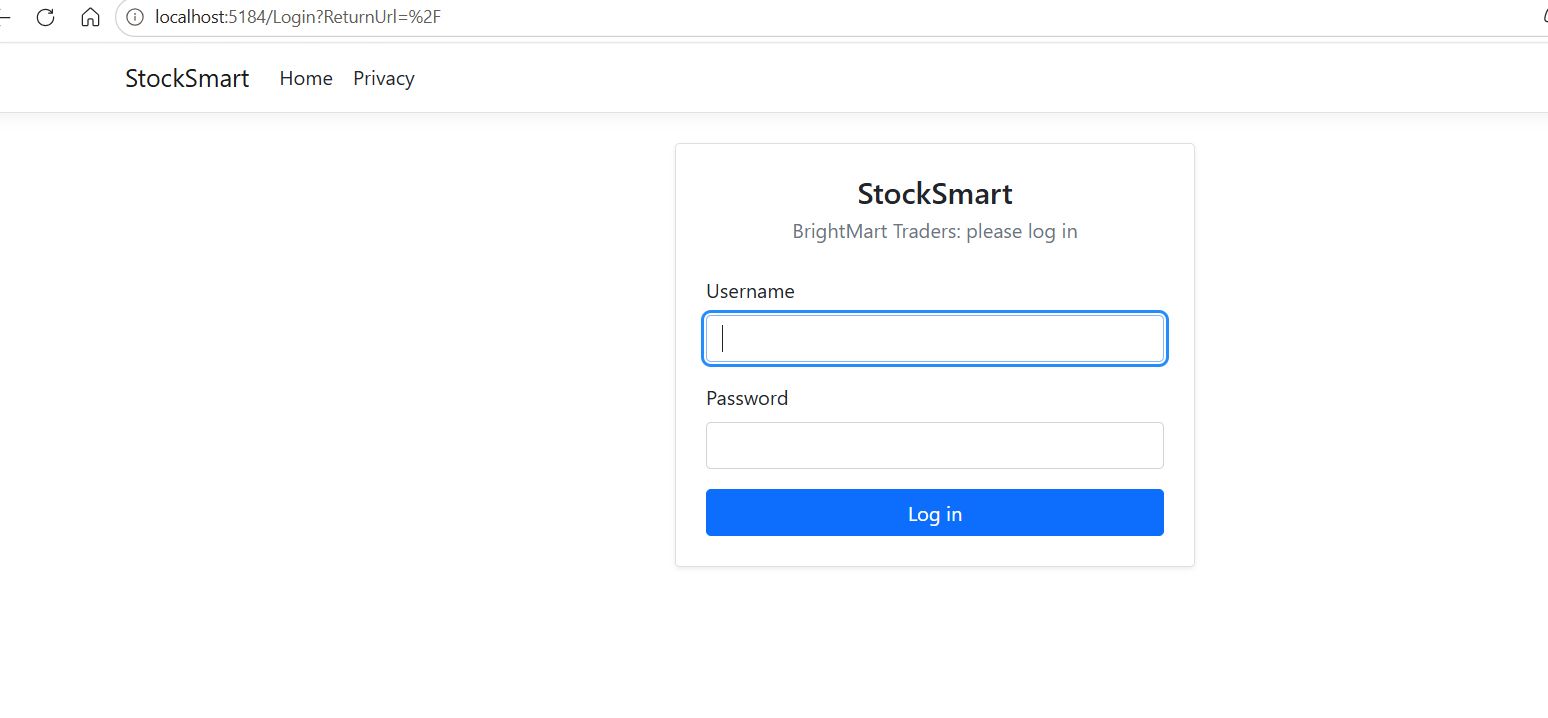 localhost:5184/Login?ReturnUrl=%2F
StockSmart Home Privacy
StockSmart
BrightMart Traders: please log in
Username
Password
Log in